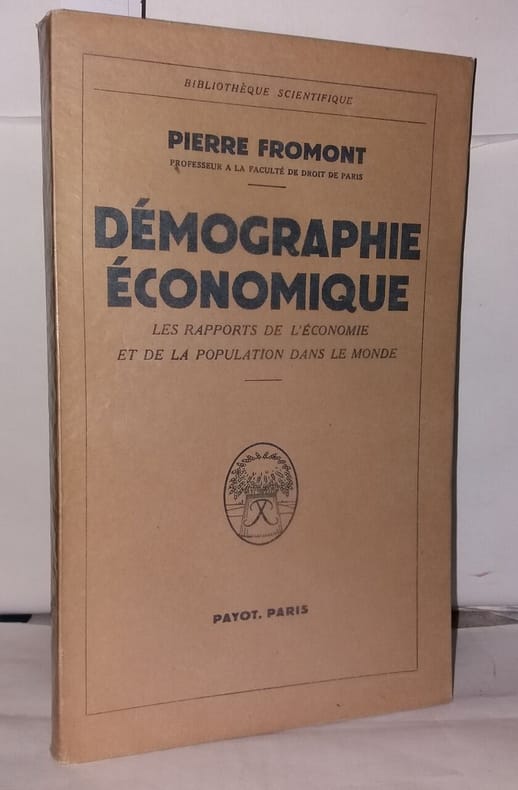 BIBLIOTHÈQUE SCIENTIFIQUE
PIERRE FROMONT
PROFESSEUR A LA FACULTÉ DE DROIT DE PARIS
DÉMOGRAPHIE
ÉCONOMIQUE
LES RAPPORTS DE L'ÉCONOMIE
ET DE LA POPULATION DANS LE MONDE
PAYOT. PARIS